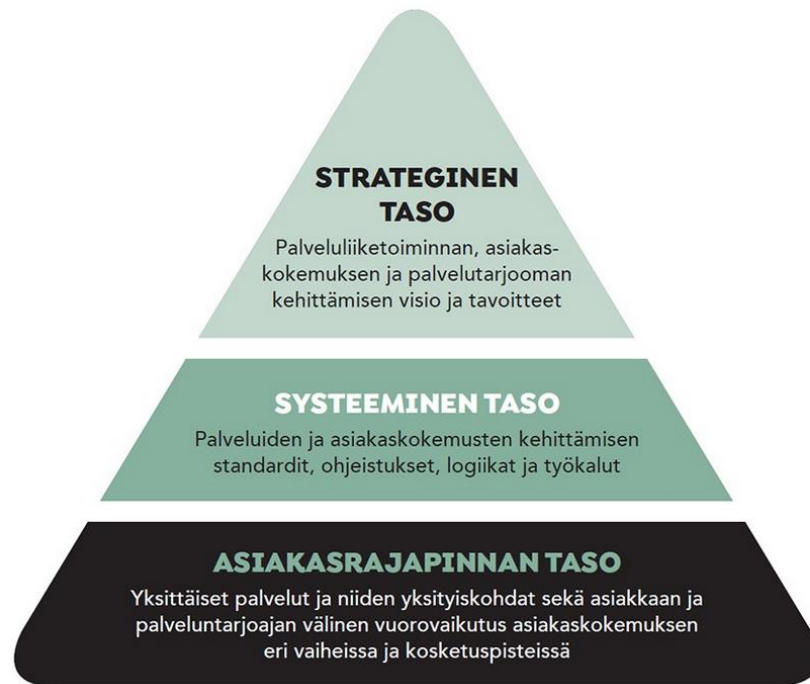 STRATEGINEN
TASO
Palveluliiketoiminnan, asiakas-
kokemuksen ja palvelutarjooman
kehittämisen visio ja tavoitteet
SYSTEEMINEN TASO
Palveluiden ja asiakaskokemusten kehittämisen
standardit, ohjeistukset, logiikat ja työkalut
ASIAKASRAJAPINNAN TASO
Yksittäiset palvelut ja niiden yksityiskohdat sekä asiakkaan ja
palveluntarjoajan välinen vuorovaikutus asiakaskokemuksen
eri vaiheissa ja kosketuspisteissä